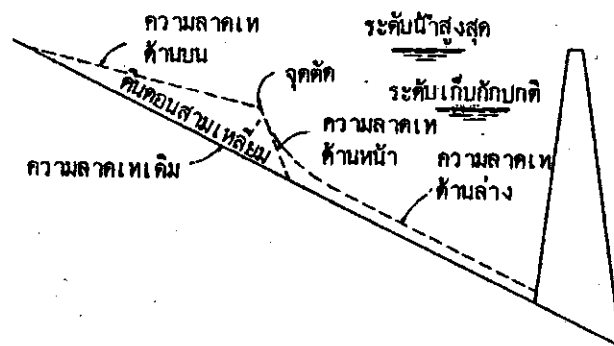 ความลาดเท
ด้านบน
ระดับน้ำสูงสุด
จุดตัด
ระดับเก็บกักปกติ
ดินดอนสามเหลี่ยม
ความลาดเท
ด้านหน้า
ความลาดเทเดิม
ความลาดเท
ด้านล่าง